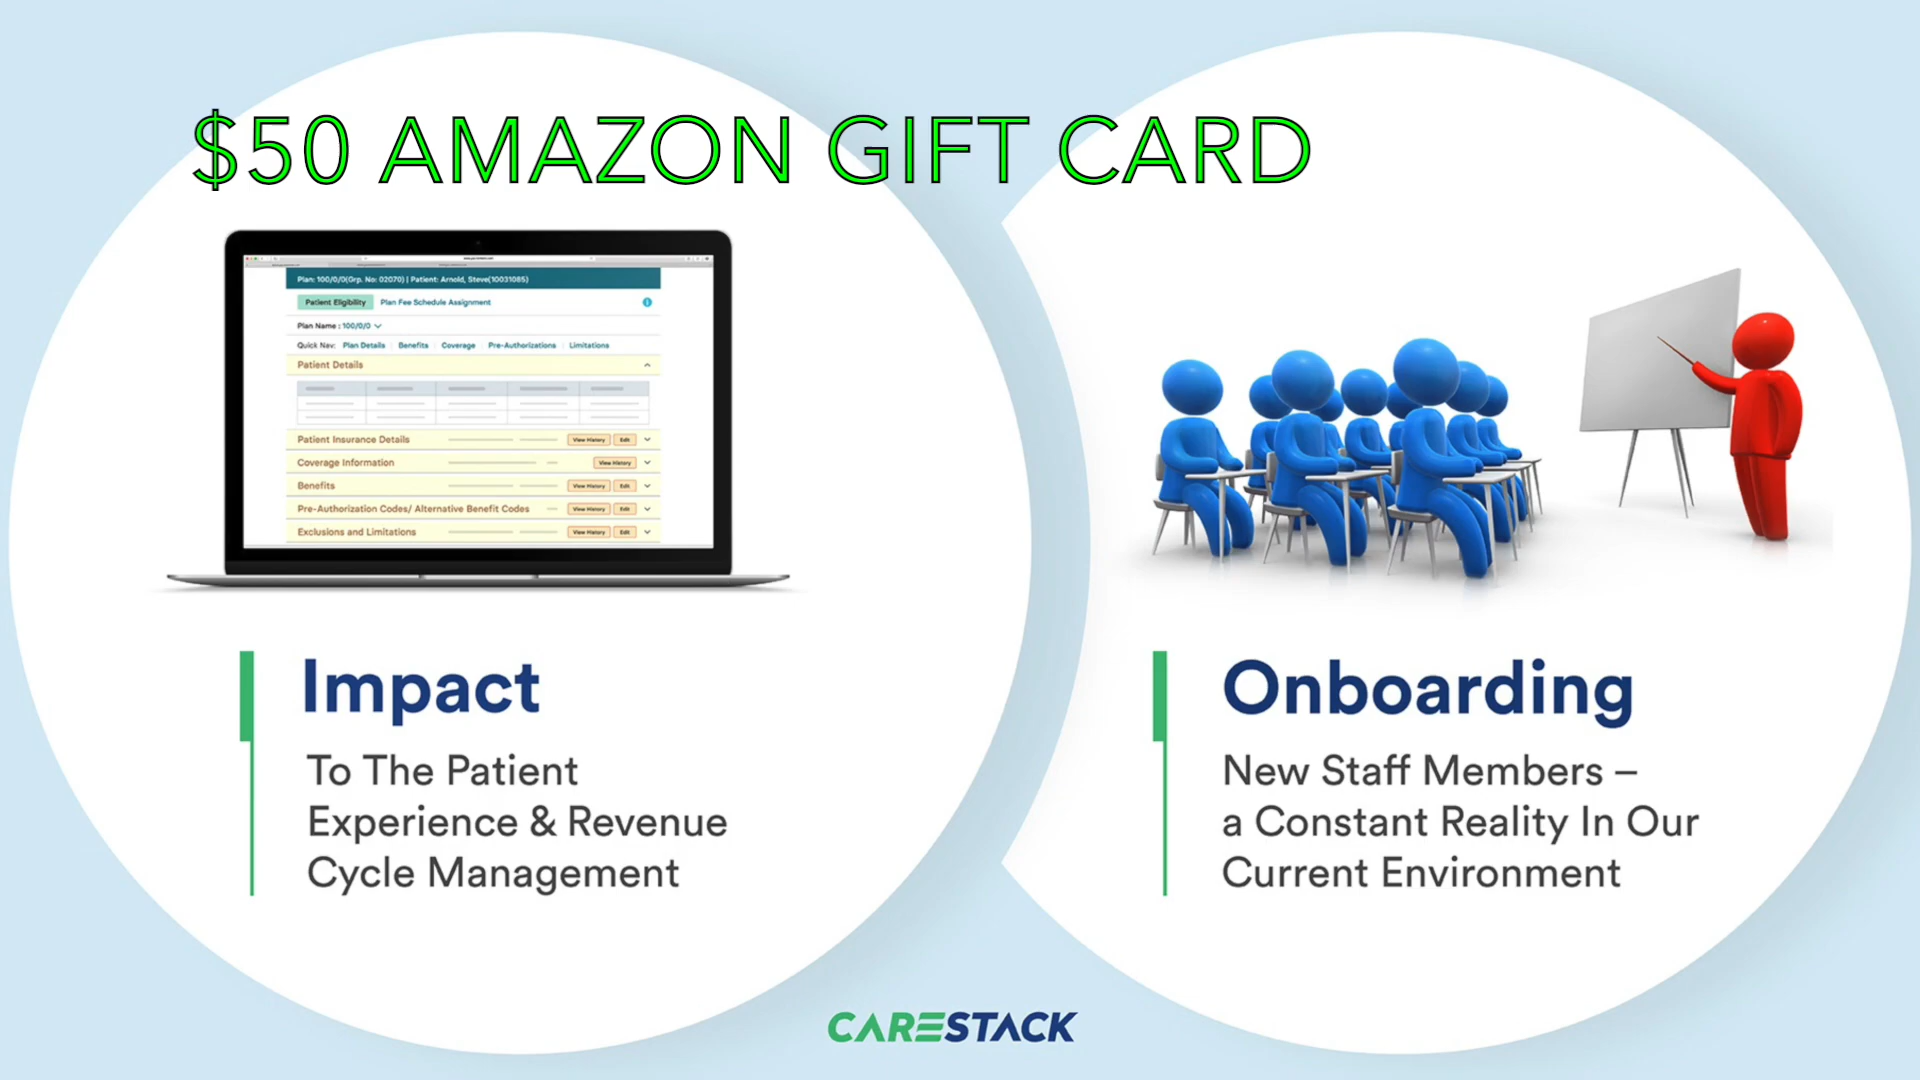 $50 AMAZON GIFT CARD
Plan: 100/0/0(Grp. No: 02070) | Patient: Arnold, Steve(10031085)
Patient Eligibility Plan Fee Schedule Assignment
Plan Name : 100/0/0
Quick Nav: Plan Details Benefits Coverage Pre-Authorizations Limitations
Patient Details
Patient Insurance Details View History Edit
Coverage Information View History
Benefits View History Edit
Pre-Authorization Codes/ Alternative Benefit Codes View History Edit
Exclusions and Limitations View History Edit
Impact
To The Patient
Experience & Revenue
Cycle Management
Onboarding
New Staff Members –
a Constant Reality In Our
Current Environment
CARESTACK